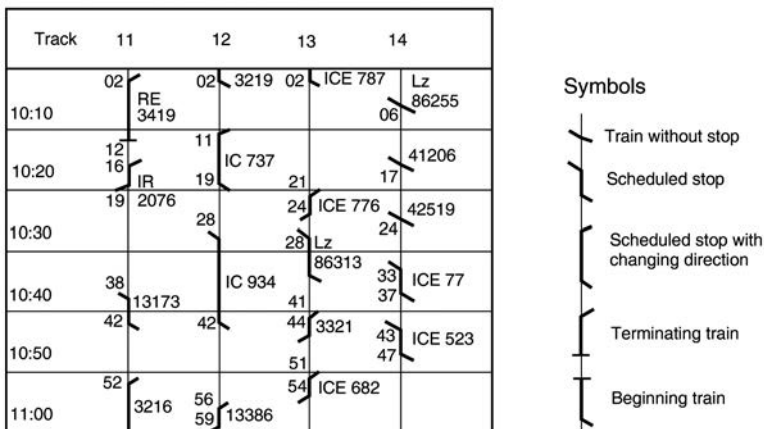 Track 11 12 13 14
02 02 3219 02 ICE 787 Lz
86255
RE
3419
10:10 06
12 11
16 IC 737 41206
10:20 IR 19 21 17
19 2076 24 ICE 776 42519
28 24
10:30 28 Lz
86313
38 IC 934 33 ICE 77
10:40 13173 41 37
42 42 44 3321 43 ICE 523
10:50 51 47
52 54 ICE 682
3216 56
11:00 59 13386
Symbols
Train without stop
Scheduled stop
Scheduled stop with
changing direction
Terminating train
Beginning train